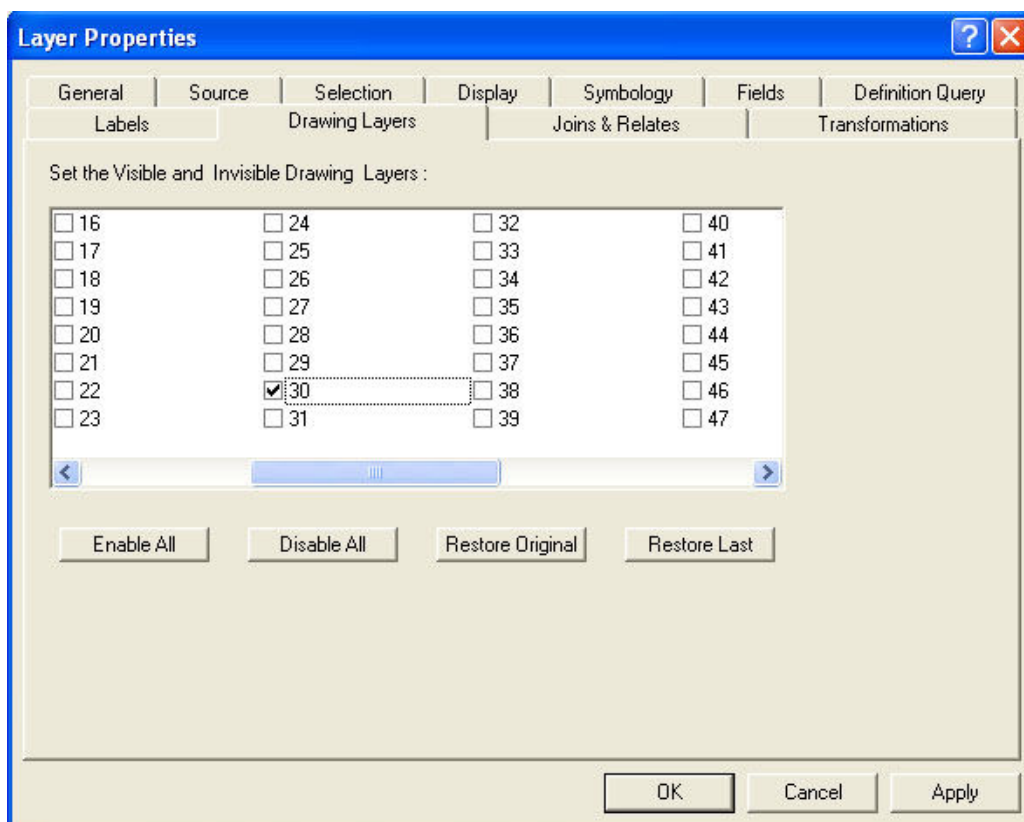 Layer Properties
General Source Selection Display Symbology Fields Definition Query
Labels Drawing Layers Joins & Relates Transformations
Set the Visible and Invisible Drawing Layers :
16 24 32 40
17 25 33 41
18 26 34 42
19 27 35 43
20 28 36 44
21 29 37 45
22 30 38 46
23 31 39 47
Enable All Disable All Restore Original Restore Last
OK Cancel Apply